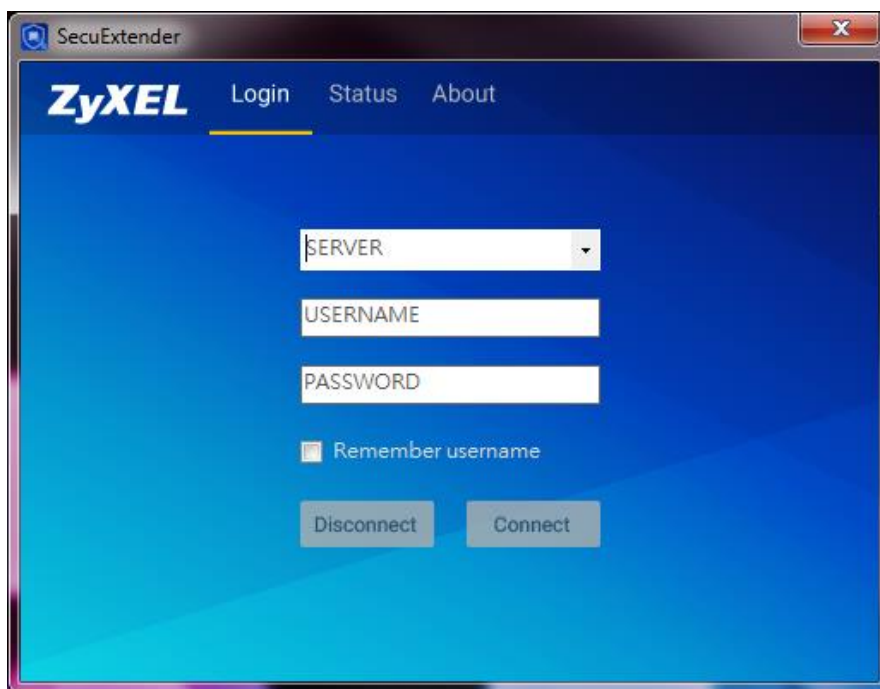 SecuExtender
ZyXEL Login Status About
SERVER
USERNAME
PASSWORD
Remember username
Disconnect Connect